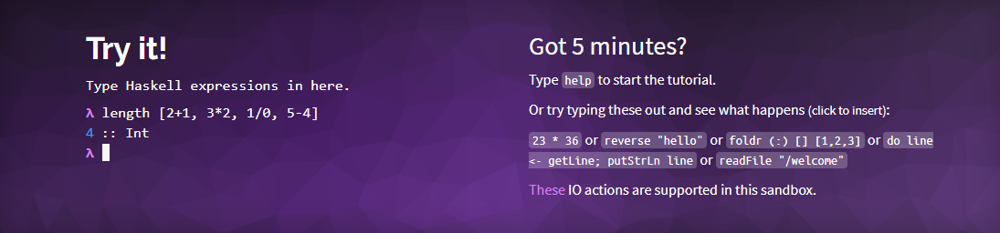 Try it!
Type Haskell expressions in here.
λ length [2+1, 3*2, 1/0, 5-4]
4 :: Int
λ
Got 5 minutes?
Type help to start the tutorial.
Or try typing these out and see what happens (click to insert):
23 * 36 or reverse "hello" or foldr (:) [] [1,2,3] or do line
<- getLine; putStrLn line or readFile "/welcome"
These IO actions are supported in this sandbox.